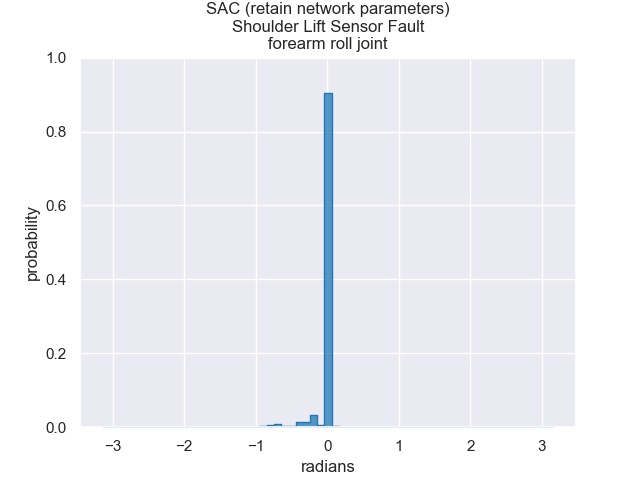 SAC (retain network parameters)
Shoulder Lift Sensor Fault
forearm roll joint
1.0
0.8
0.6
0.4
0.2
0.0
probability
−3 −2 −1 0 1 2 3
radians